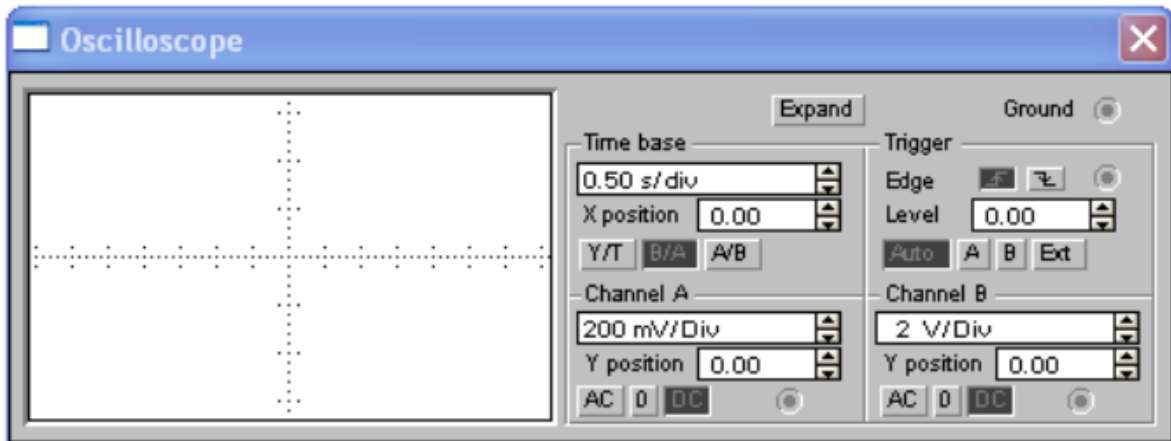 Oscilloscope
Expand
Ground
Time base
0.50 s/div
X position 0.00
Y/T B/A A/B
Trigger
Edge
Level 0.00
Auto A B Ext
Channel A
200 mV/Div
Y position 0.00
AC 0 DC
Channel B
2 V/Div
Y position 0.00
AC 0 DC